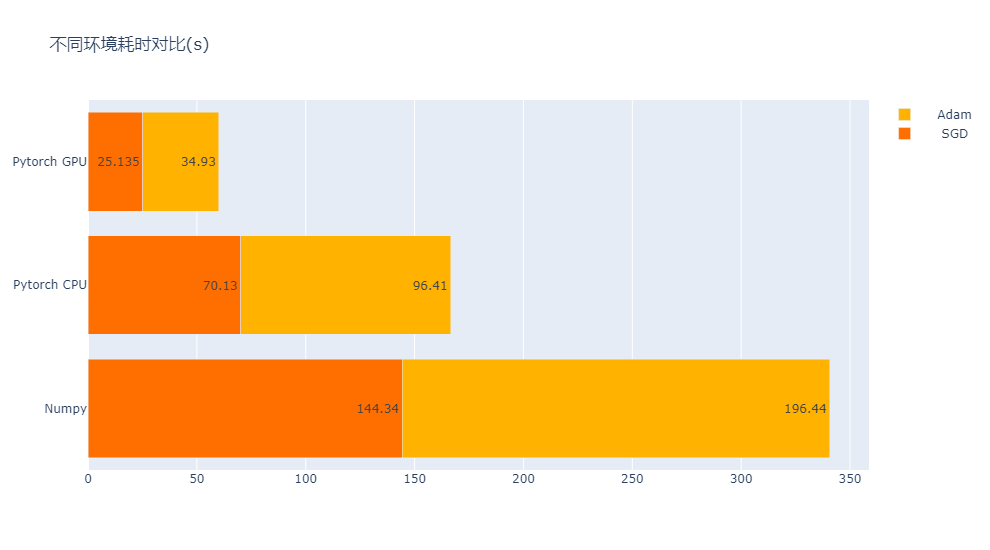 不同环境耗时对比(s)
Adam
SGD
Pytorch GPU 25.135 34.93
Pytorch CPU 70.13 96.41
Numpy 144.34 196.44
0 50 100 150 200 250 300 350